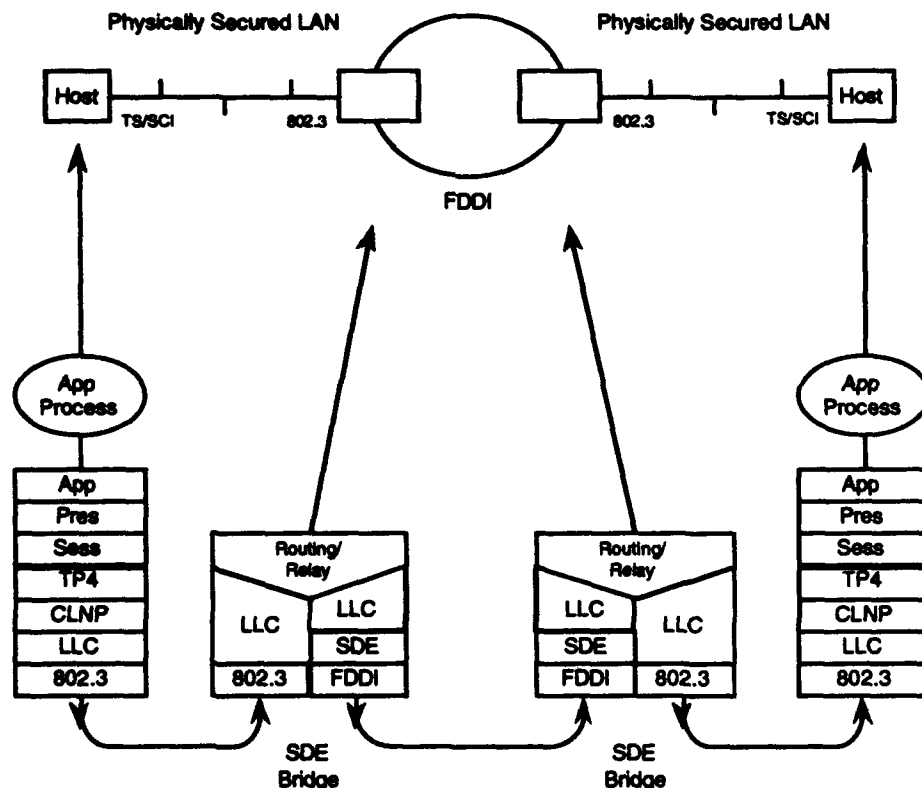 Physically Secured LAN
Physically Secured LAN
Host
TS/SCI
802.3
802.3
TS/SCI
Host
FDDI
App
Process
App
Process
App
Pres
Sess
TP4
CLNP
LLC
802.3
Routing/
Relay
LLC
LLC
SDE
802.3
FDDI
Routing/
Relay
LLC
LLC
SDE
FDDI
802.3
App
Pres
Sess
TP4
CLNP
LLC
802.3
SDE
Bridge
SDE
Bridge